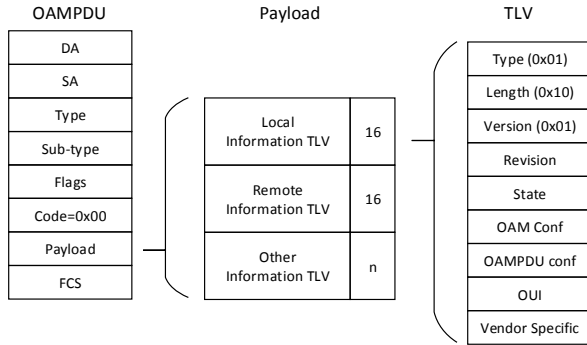 OAMPDU
DA
SA
Type
Sub-type
Flags
Code=0x00
Payload
FCS
Payload
Local
Information TLV
16
Remote
Information TLV
16
Other
Information TLV
n
TLV
Type (0x01)
Length (0x10)
Version (0x01)
Revision
State
OAM Conf
OAMPDU conf
OUI
Vendor Specific